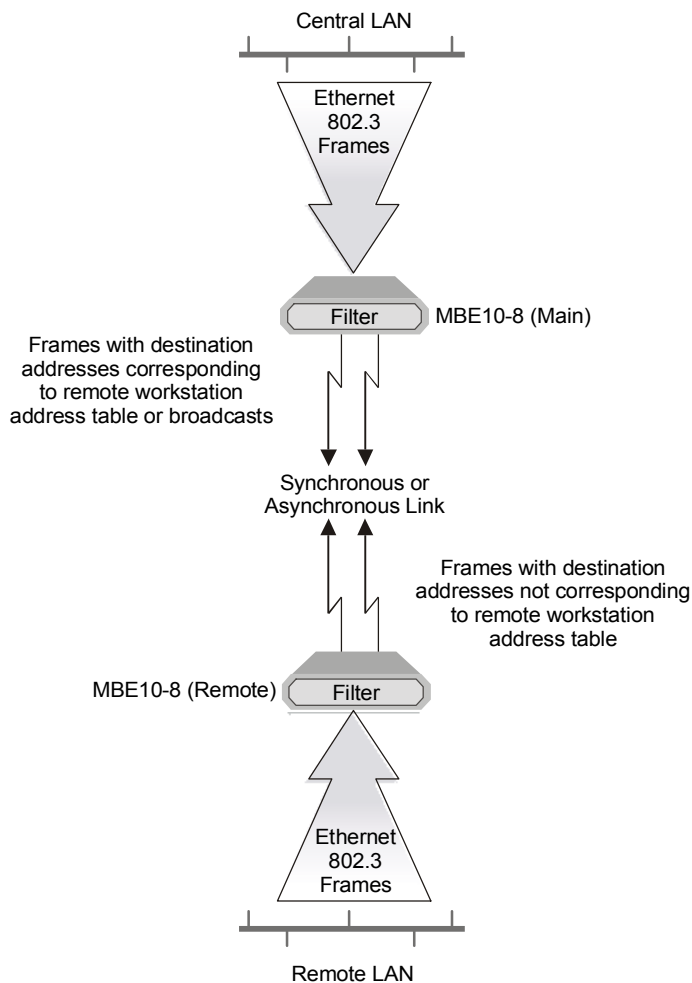 Central LAN
Ethernet
802.3
Frames
Filter
MBE10-8 (Main)
Frames with destination
addresses corresponding
to remote workstation
address table or broadcasts
Synchronous or
Asynchronous Link
Frames with destination
addresses not corresponding
to remote workstation
address table
MBE10-8 (Remote)
Filter
Ethernet
802.3
Frames
Remote LAN